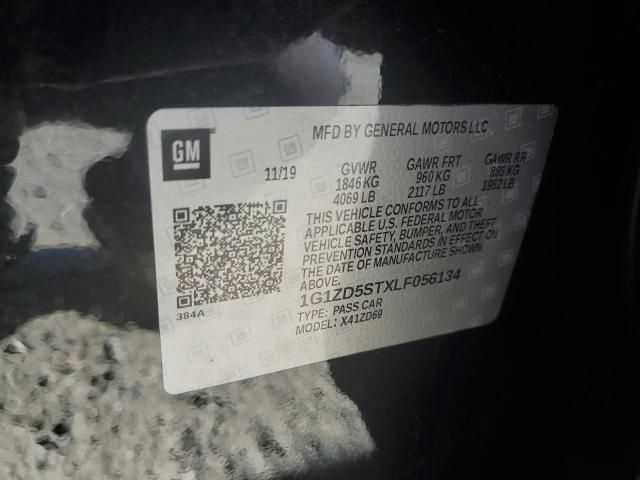 GM
MFD BY GENERAL MOTORS LLC
11/19 GVWR GAWR FRT GAWR RR
1846 KG 960 KG 885 KG
4069 LB 2117 LB 1952 LB
THIS VEHICLE CONFORMS TO ALL
APPLICABLE U.S. FEDERAL MOTOR
VEHICLE SAFETY, BUMPER, AND THEFT
PREVENTION STANDARDS IN EFFECT ON
THE DATE OF MANUFACTURE SHOWN
ABOVE.
384A
1G1ZD5STXLF056134
TYPE: PASS CAR
MODEL: X41ZD69